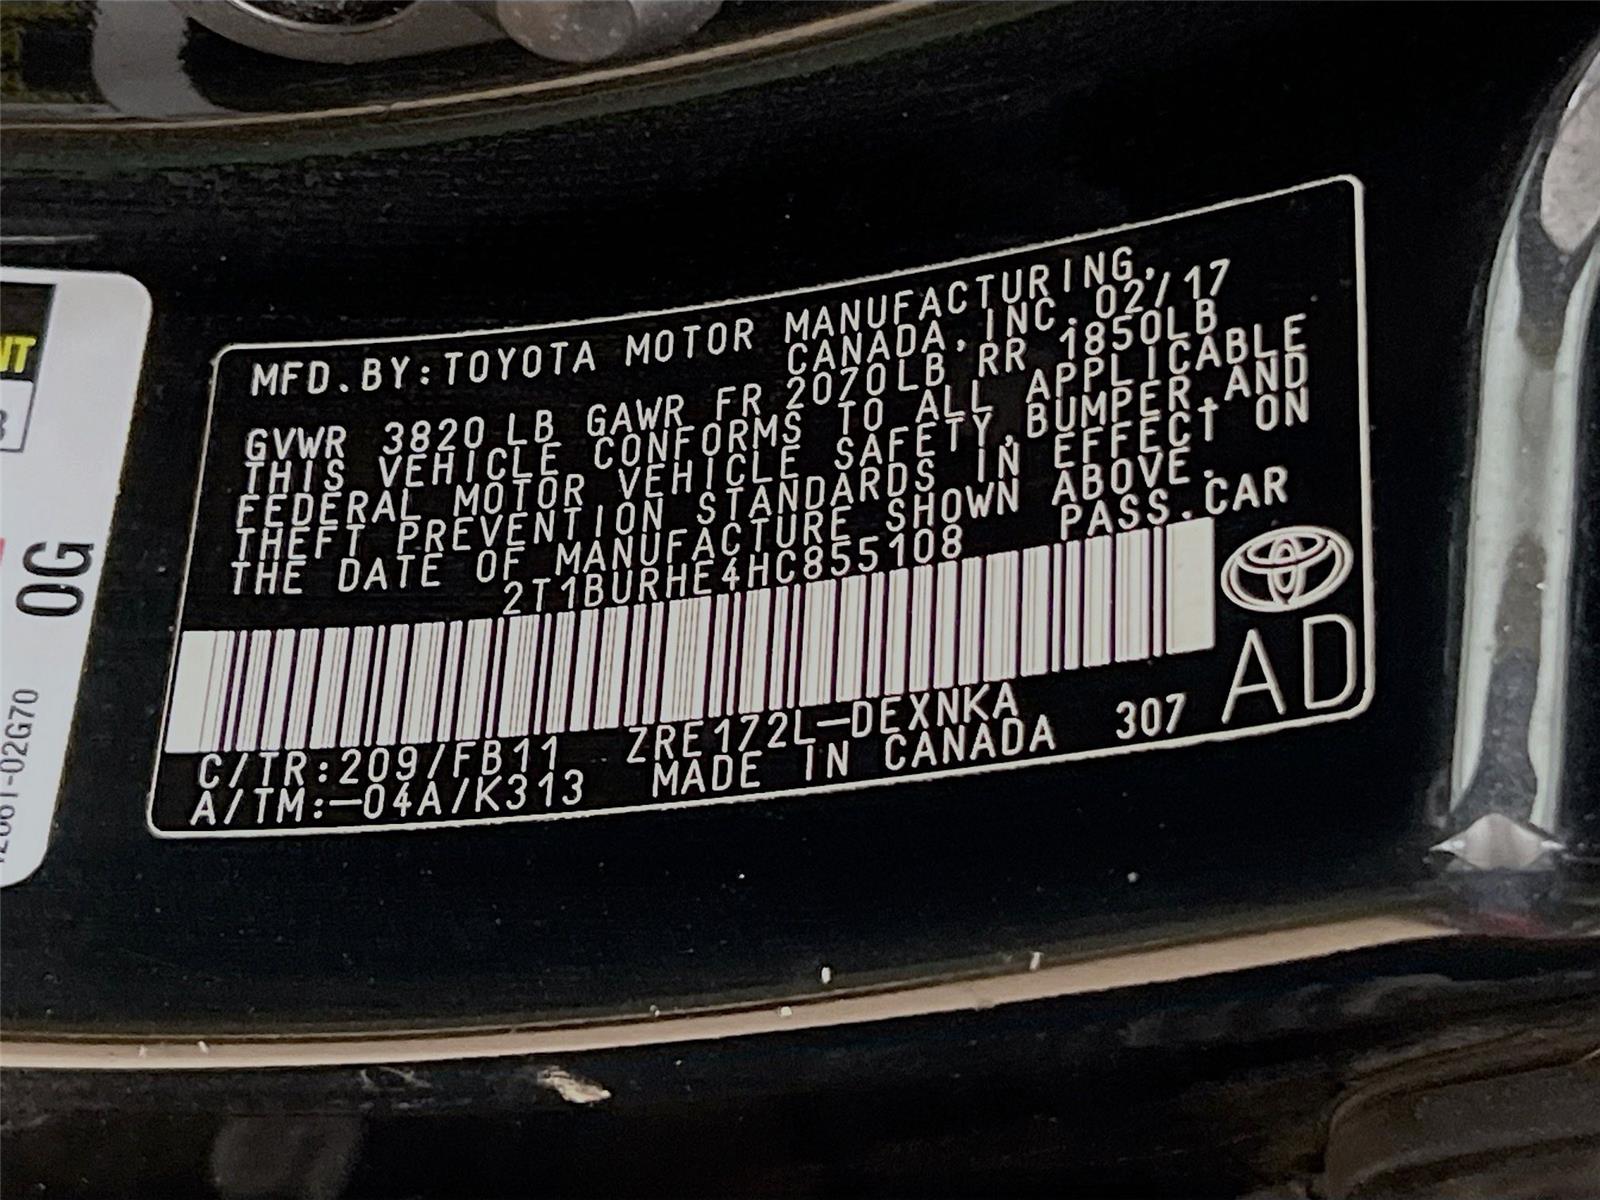 MFD.BY:TOYOTA MOTOR MANUFACTURING,
CANADA, INC. 02/17
GVWR 3820 LB GAWR FR 2070LB RR 1850LB
THIS VEHICLE CONFORMS TO ALL APPLICABLE
FEDERAL MOTOR VEHICLE SAFETY,BUMPER,AND
THEFT PREVENTION STANDARDS IN EFFECT ON
THE DATE OF MANUFACTURE SHOWN ABOVE.
2T1BURHE4HC855108 PASS.CAR
C/TR:209/FB11 ZRE172L-DEXNKA
A/TM:-04A/K313 MADE IN CANADA 307
AD
NT
0G
-02G70